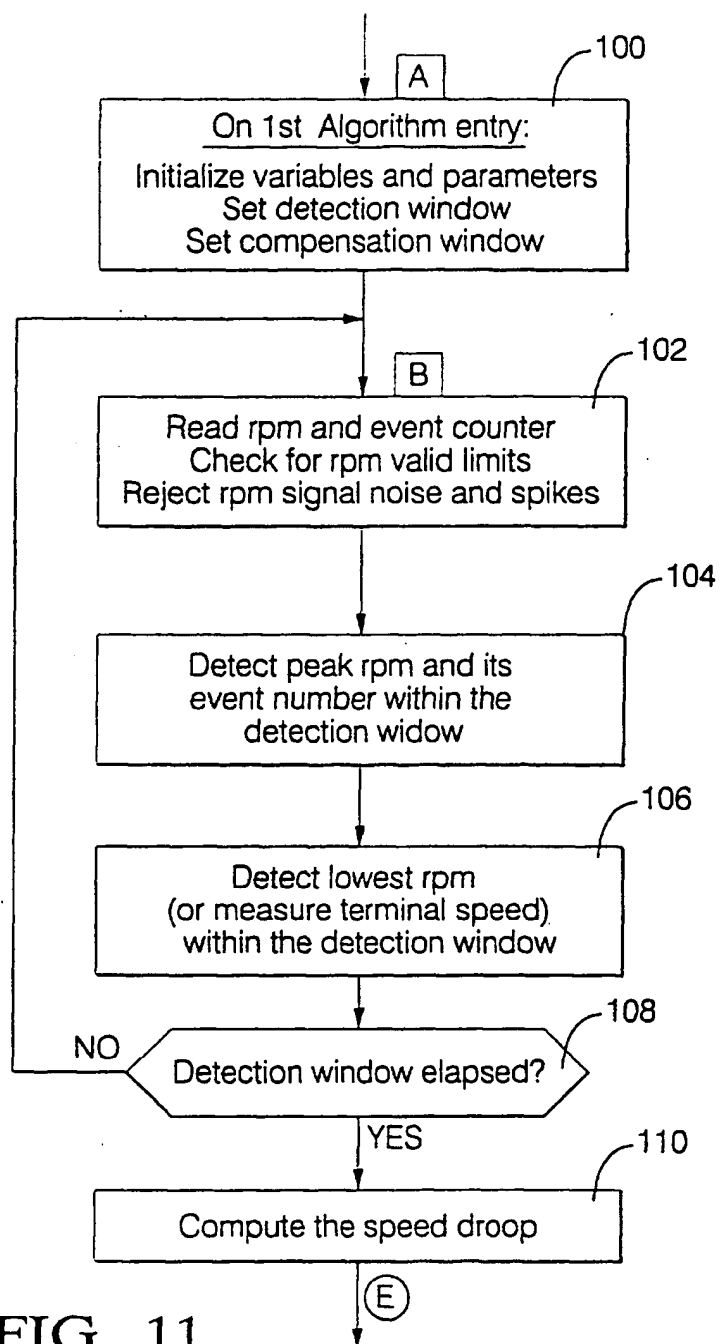 A
100
On 1st Algorithm entry:
Initialize variables and parameters
Set detection window
Set compensation window
B
102
Read rpm and event counter
Check for rpm valid limits
Reject rpm signal noise and spikes
104
Detect peak rpm and its
event number within the
detection widow
106
Detect lowest rpm
(or measure terminal speed)
within the detection window
108
NO
Detection window elapsed?
YES
110
Compute the speed droop
E
FIG. 11